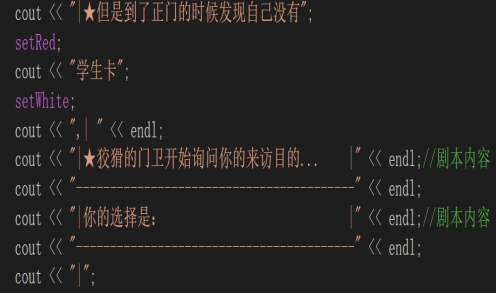 cout << "|★但是到了正门的时候发现自己没有";
setRed;
cout << "学生卡";
setWhite;
cout << ",| " << endl;
cout << "|★狡猾的门卫开始询问你的来访目的...    |" << endl;//剧本内容
cout << "-----------------------------------------" << endl;
cout << "|你的选择是:                            |" << endl;//剧本内容
cout << "-----------------------------------------" << endl;
cout << "|";